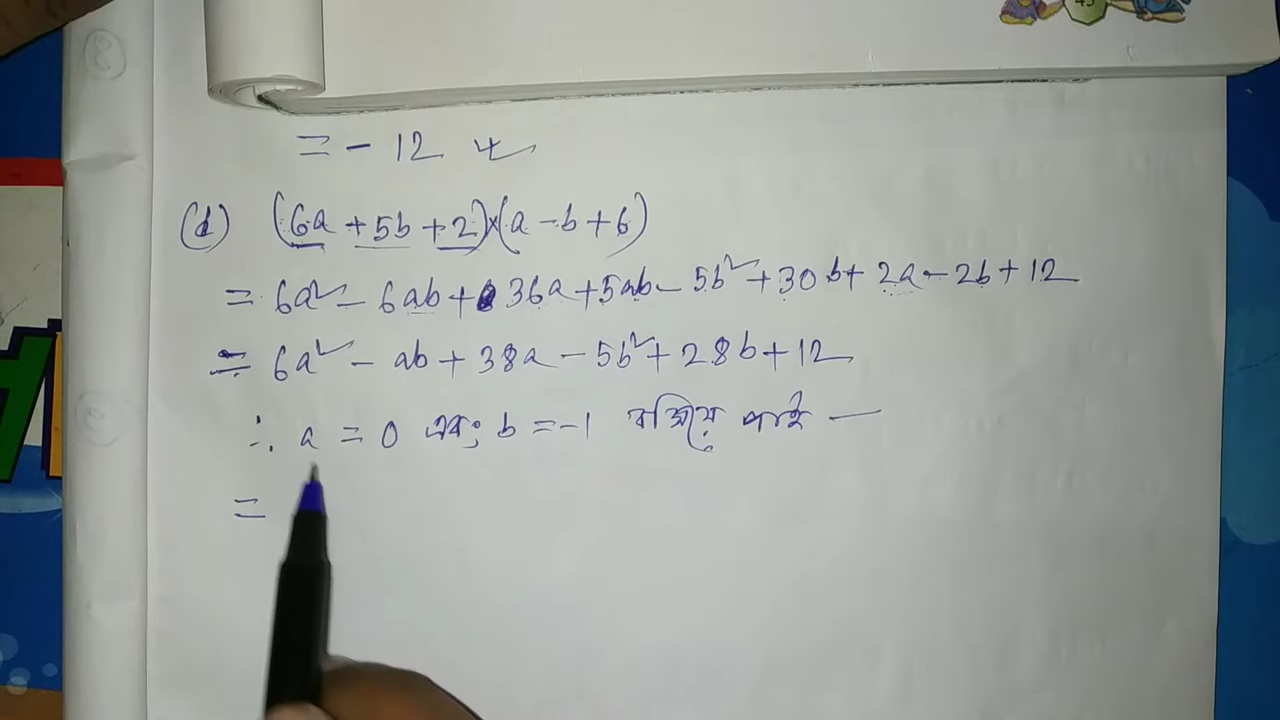 = - 12
(d) (6a + 5b + 2)×(a - b + 6)
= 6a² - 6ab + 36a + 5ab - 5b² + 30b + 2a - 2b + 12
= 6a² - ab + 38a - 5b² + 28b + 12
∴ a = 0 এবং b = -1 বসিয়ে পাই —
=